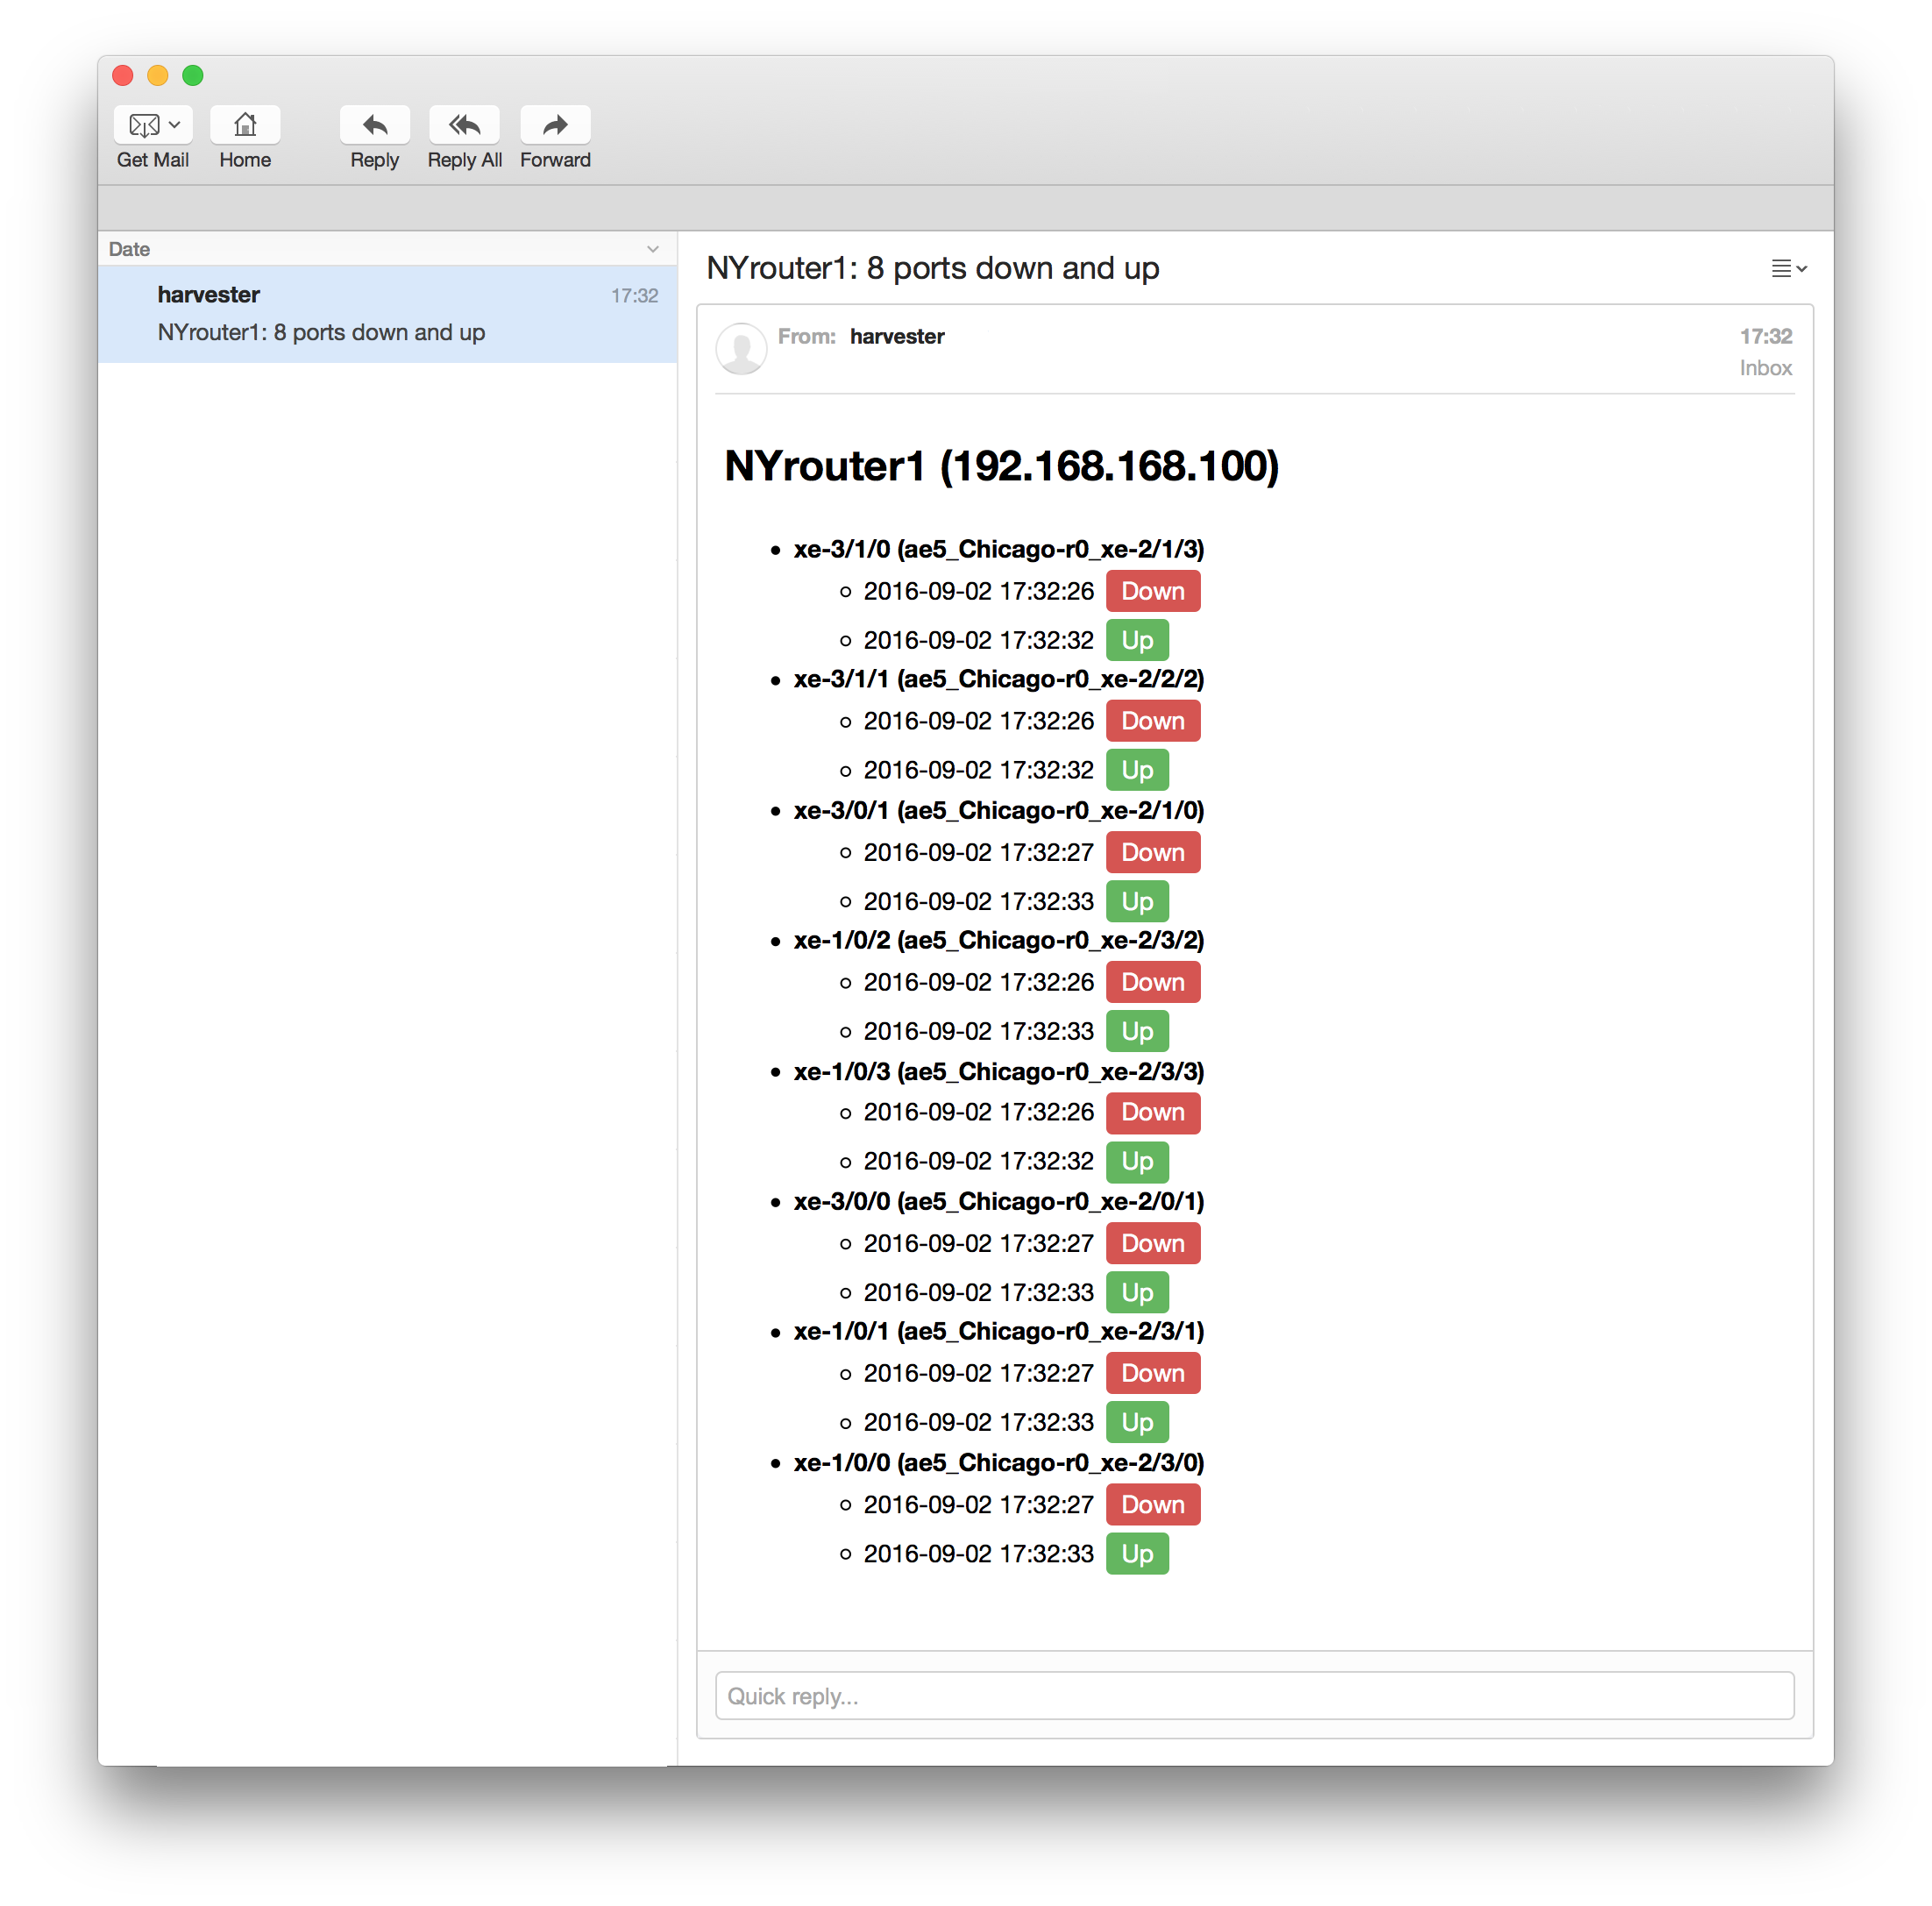 Get Mail
Home
Reply
Reply All
Forward
Date
harvester 17:32
NYrouter1: 8 ports down and up
NYrouter1: 8 ports down and up
From: harvester 17:32
Inbox
NYrouter1 (192.168.168.100)
xe-3/1/0 (ae5_Chicago-r0_xe-2/1/3)
2016-09-02 17:32:26 Down
2016-09-02 17:32:32 Up
xe-3/1/1 (ae5_Chicago-r0_xe-2/2/2)
2016-09-02 17:32:26 Down
2016-09-02 17:32:32 Up
xe-3/0/1 (ae5_Chicago-r0_xe-2/1/0)
2016-09-02 17:32:27 Down
2016-09-02 17:32:33 Up
xe-1/0/2 (ae5_Chicago-r0_xe-2/3/2)
2016-09-02 17:32:26 Down
2016-09-02 17:32:33 Up
xe-1/0/3 (ae5_Chicago-r0_xe-2/3/3)
2016-09-02 17:32:26 Down
2016-09-02 17:32:32 Up
xe-3/0/0 (ae5_Chicago-r0_xe-2/0/1)
2016-09-02 17:32:27 Down
2016-09-02 17:32:33 Up
xe-1/0/1 (ae5_Chicago-r0_xe-2/3/1)
2016-09-02 17:32:27 Down
2016-09-02 17:32:33 Up
xe-1/0/0 (ae5_Chicago-r0_xe-2/3/0)
2016-09-02 17:32:27 Down
2016-09-02 17:32:33 Up
Quick reply...